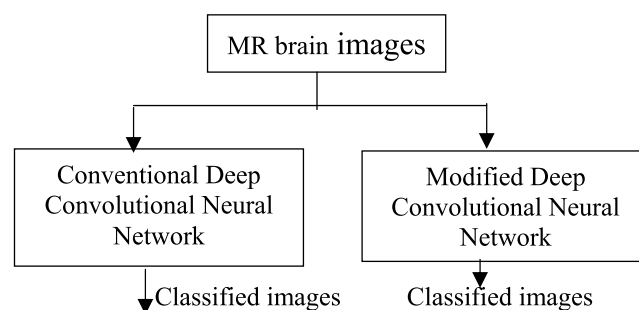 MR brain images
Conventional Deep
Convolutional Neural
Network
Modified Deep
Convolutional Neural
Network
Classified images
Classified images